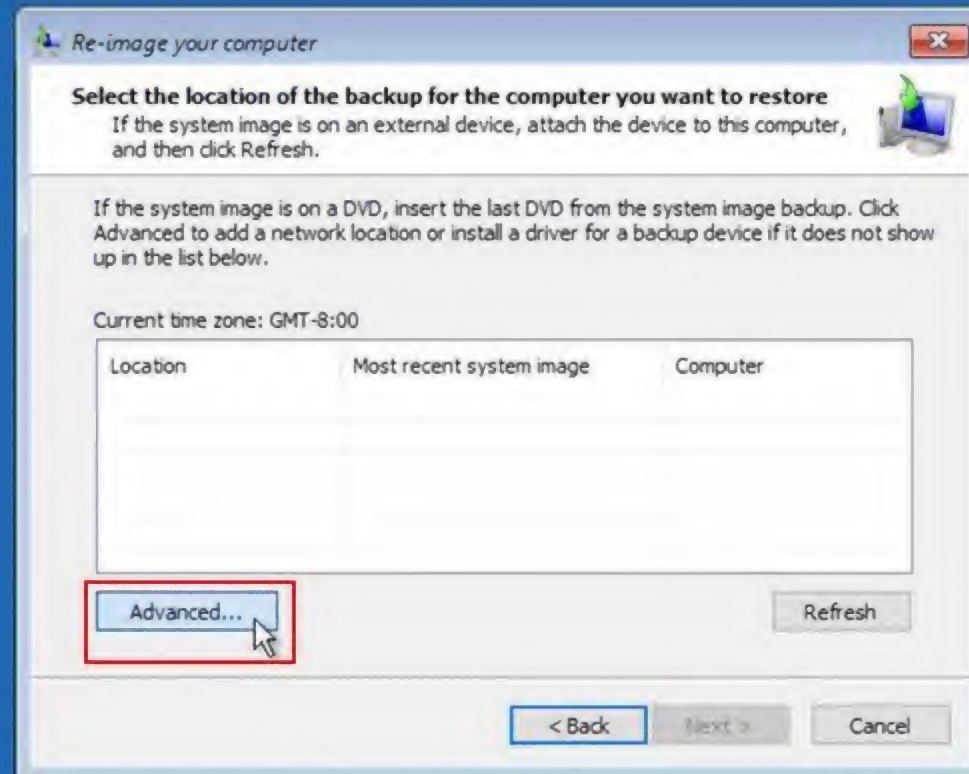 Re-image your computer
Select the location of the backup for the computer you want to restore
If the system image is on an external device, attach the device to this computer,
and then click Refresh.
If the system image is on a DVD, insert the last DVD from the system image backup. Click
Advanced to add a network location or install a driver for a backup device if it does not show
up in the list below.
Current time zone: GMT-8:00
Location Most recent system image Computer
Advanced... Refresh
< Back Next > Cancel